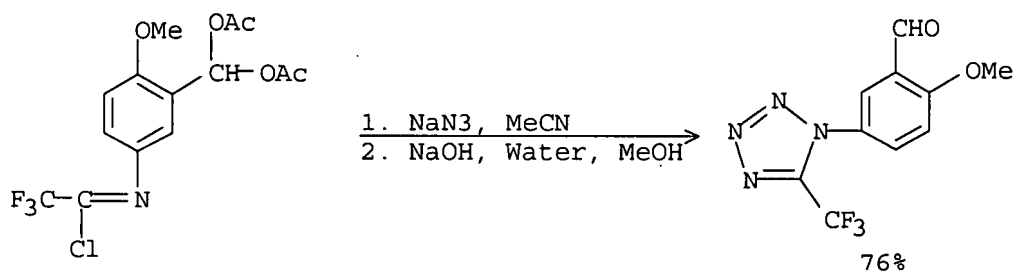 OAc
OMe
CH
OAc
F3C
C
N
Cl
1. NaN3, MeCN
2. NaOH, Water, MeOH
CHO
OMe
N
N
N
N
CF3
76%